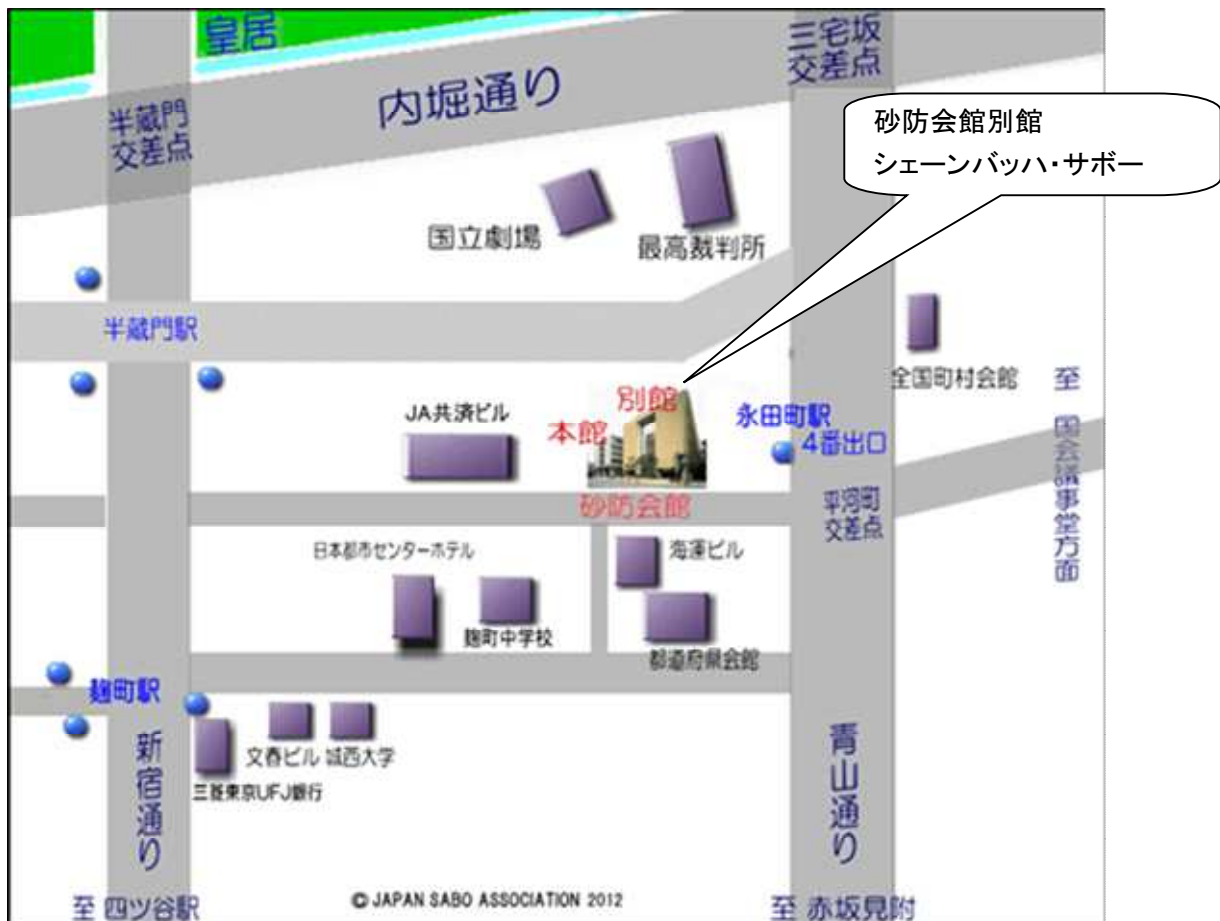 皇居
三宅坂
交差点
内堀通り
半蔵門
交差点
砂防会館別館
シェーンバッハ・サボー
国立劇場
最高裁判所
半蔵門駅
全国町村会館
至 国会議事堂方面
JA共済ビル
別館
本館
永田町駅
4番出口
砂防会館
平河町
交差点
日本都市センターホテル
海運ビル
麹町中学校
都道府県会館
麹町駅
新宿通り
文春ビル
城西大学
三菱東京UFJ銀行
青山通り
至 四ツ谷駅
© JAPAN SABO ASSOCIATION 2012
至 赤坂見附